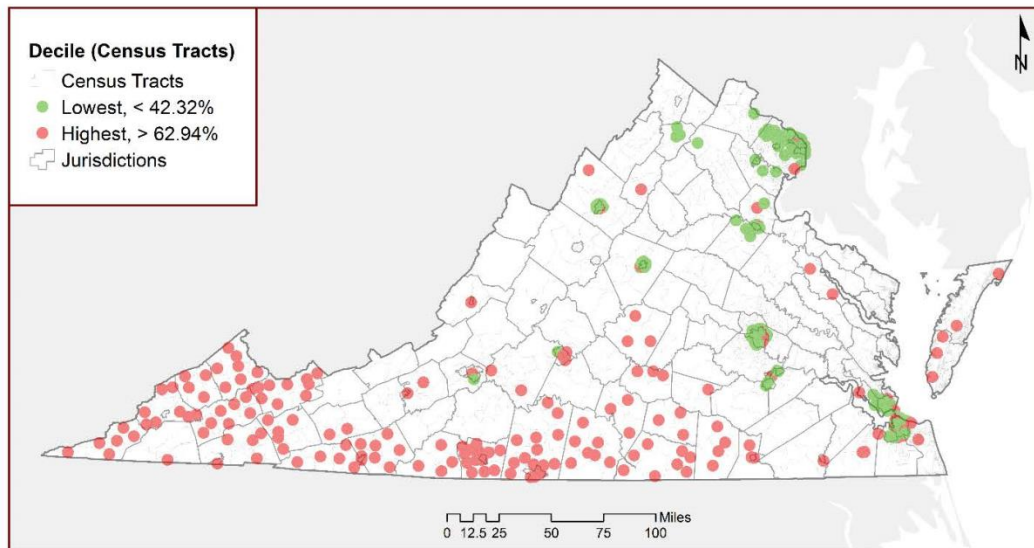 Decile (Census Tracts)
Census Tracts
Lowest, < 42.32%
Highest, > 62.94%
Jurisdictions
N
Miles
0 12.5 25 50 75 100